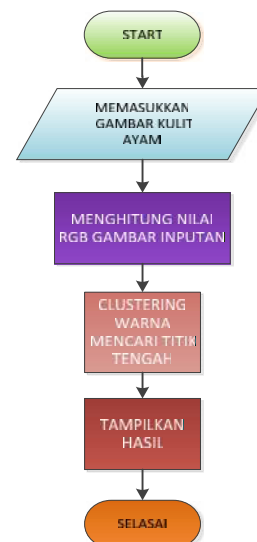 START
MEMASUKKAN
GAMBAR KULIT
AYAM
MENGHITUNG NILAI
RGB GAMBAR INPUTAN
CLUSTERING
WARNA
MENCARI TITIK
TENGAH
TAMPILKAN
HASIL
SELASAI